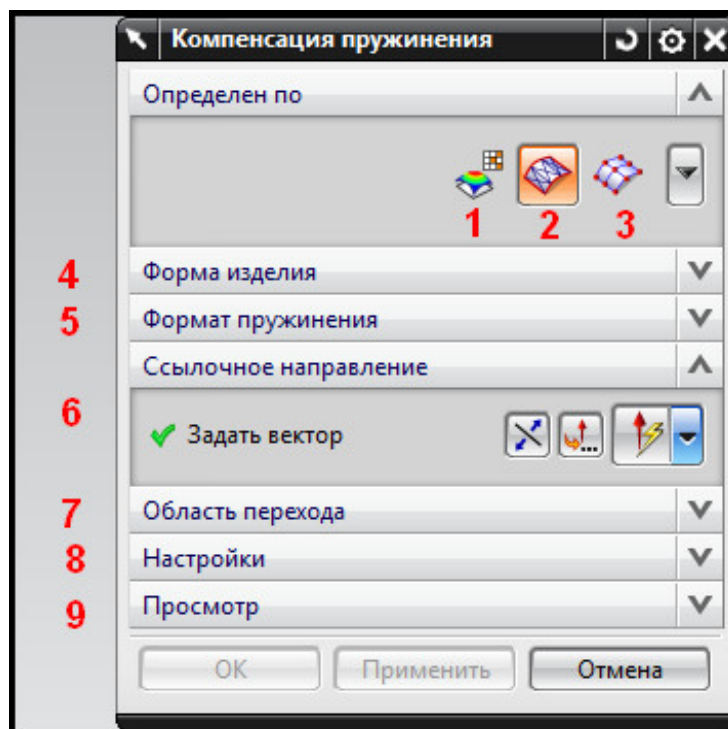 Компенсация пружинения
Определен по
1 2 3
4 Форма изделия
5 Формат пружинения
Ссылочное направление
6 Задать вектор
7 Область перехода
8 Настройки
9 Просмотр
ОК Применить Отмена